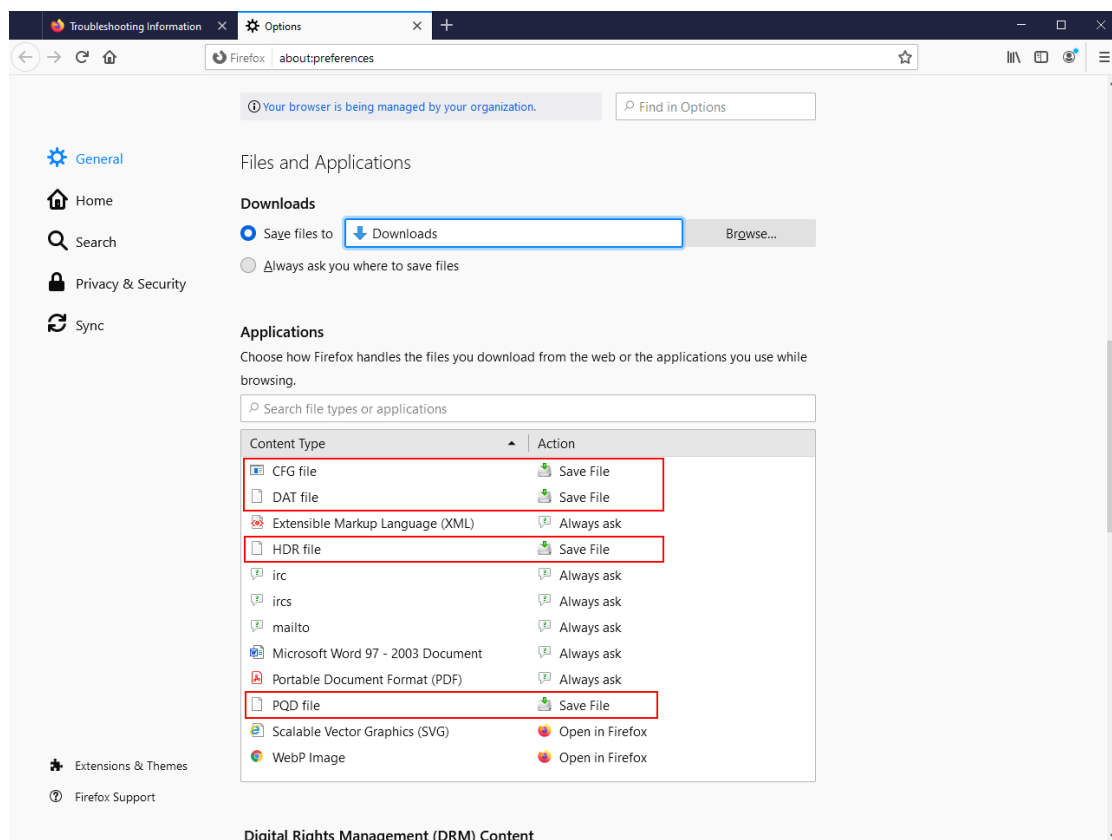 Troubleshooting Information
Options
Firefox about:preferences
Your browser is being managed by your organization.
Find in Options
General
Home
Search
Privacy & Security
Sync
Extensions & Themes
Firefox Support
Files and Applications
Downloads
Save files to Downloads Browse...
Always ask you where to save files
Applications
Choose how Firefox handles the files you download from the web or the applications you use while
browsing.
Search file types or applications
Content Type Action
CFG file Save File
DAT file Save File
Extensible Markup Language (XML) Always ask
HDR file Save File
irc Always ask
ircs Always ask
mailto Always ask
Microsoft Word 97 - 2003 Document Always ask
Portable Document Format (PDF) Always ask
PQD file Save File
Scalable Vector Graphics (SVG) Open in Firefox
WebP Image Open in Firefox
Digital Rights Management (DRM) Content